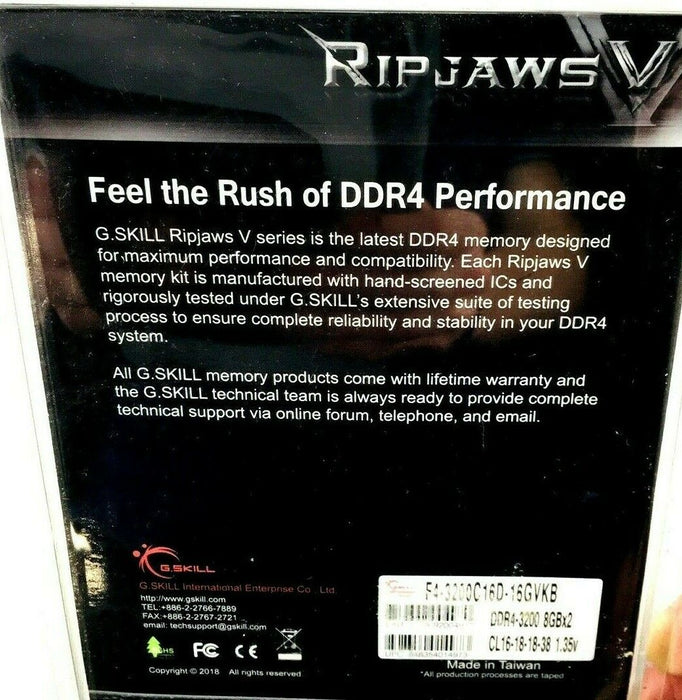 RIPJAWS V
Feel the Rush of DDR4 Performance
G.SKILL Ripjaws V series is the latest DDR4 memory designed
for maximum performance and compatibility. Each Ripjaws V
memory kit is manufactured with hand-screened ICs and
rigorously tested under G.SKILL's extensive suite of testing
process to ensure complete reliability and stability in your DDR4
system.
All G.SKILL memory products come with lifetime warranty and
the G.SKILL technical team is always ready to provide complete
technical support via online forum, telephone, and email.
G.SKILL
G.SKILL International Enterprise Co., Ltd.
http://www.gskill.com
TEL:+886-2-2766-7889
FAX:+886-2-2767-2721
email: techsupport@gskill.com
F4-3200C16D-16GVKB
DDR4-3200 8GBx2
CL16-18-18-38 1.35V
FC CE
Made in Taiwan
*All production processes are taped
Copyright © 2018 All rights reserved